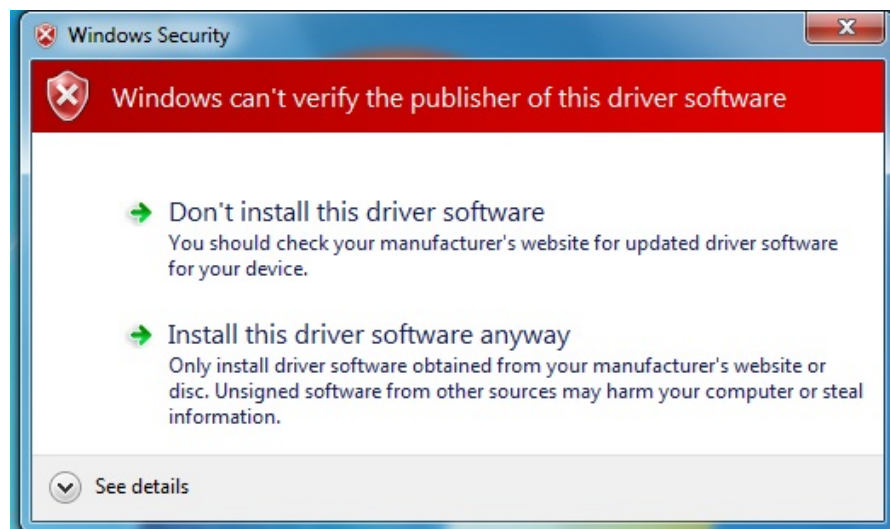 Windows Security
Windows can't verify the publisher of this driver software
Don't install this driver software
You should check your manufacturer's website for updated driver software
for your device.
Install this driver software anyway
Only install driver software obtained from your manufacturer's website or
disc. Unsigned software from other sources may harm your computer or steal
information.
See details